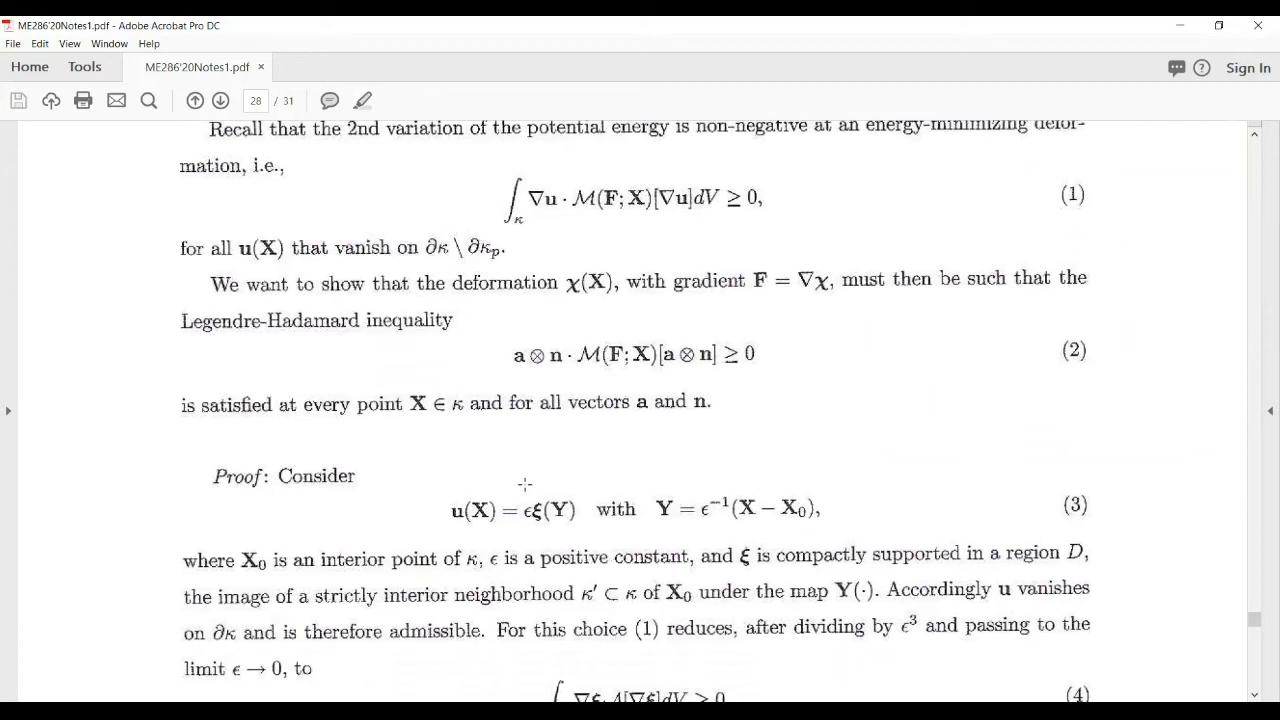 ME286'20Notes1.pdf - Adobe Acrobat Pro DC
File Edit View Window Help
Home Tools ME286'20Notes1.pdf × Sign In
28 / 31
Recall that the 2nd variation of the potential energy is non-negative at an energy-minimizing defor-
mation, i.e.,
∫_κ ∇u · ℳ(F; X)[∇u]dV ≥ 0, (1)
for all u(X) that vanish on ∂κ \ ∂κ_p.
We want to show that the deformation χ(X), with gradient F = ∇χ, must then be such that the
Legendre-Hadamard inequality
a ⊗ n · ℳ(F; X)[a ⊗ n] ≥ 0 (2)
is satisfied at every point X ∈ κ and for all vectors a and n.
Proof: Consider
u(X) = ϵξ(Y) with Y = ϵ⁻¹(X − X₀), (3)
where X₀ is an interior point of κ, ϵ is a positive constant, and ξ is compactly supported in a region D,
the image of a strictly interior neighborhood κ′ ⊂ κ of X₀ under the map Y(·). Accordingly u vanishes
on ∂κ and is therefore admissible. For this choice (1) reduces, after dividing by ϵ³ and passing to the
limit ϵ → 0, to
(4)